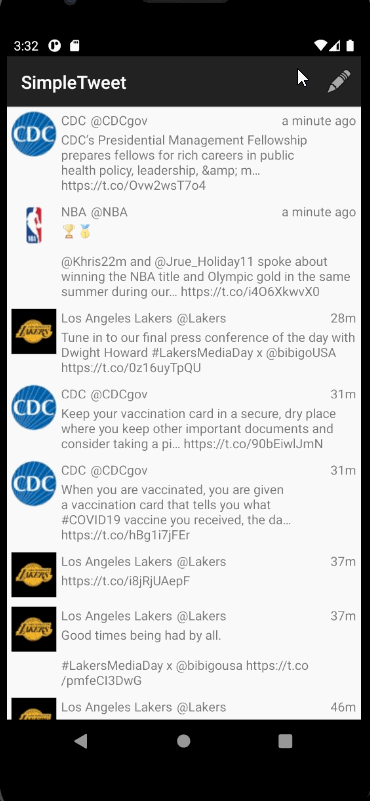 3:32
SimpleTweet
CDC @CDCgov a minute ago
CDC
CDC's Presidential Management Fellowship
prepares fellows for rich careers in public
health policy, leadership, &amp; m…
https://t.co/Ovw2wsT7o4
NBA @NBA a minute ago
🏆🥇
@Khris22m and @Jrue_Holiday11 spoke about
winning the NBA title and Olympic gold in the same
summer during our… https://t.co/i4O6XkwvX0
Los Angeles Lakers @Lakers 28m
LAKERS
Tune in to our final press conference of the day with
Dwight Howard #LakersMediaDay x @bibigoUSA
https://t.co/0z16uyTpQU
CDC @CDCgov 31m
CDC
Keep your vaccination card in a secure, dry place
where you keep other important documents and
consider taking a pi… https://t.co/90bEiwlJmN
CDC @CDCgov 31m
CDC
When you are vaccinated, you are given
a vaccination card that tells you what
#COVID19 vaccine you received, the da…
https://t.co/hBg1i7jFEr
Los Angeles Lakers @Lakers 37m
LAKERS
https://t.co/i8jRjUAepF
Los Angeles Lakers @Lakers 37m
LAKERS
Good times being had by all.
#LakersMediaDay x @bibigousa https://t.co
/pmfeCI3DwG
Los Angeles Lakers @Lakers 46m